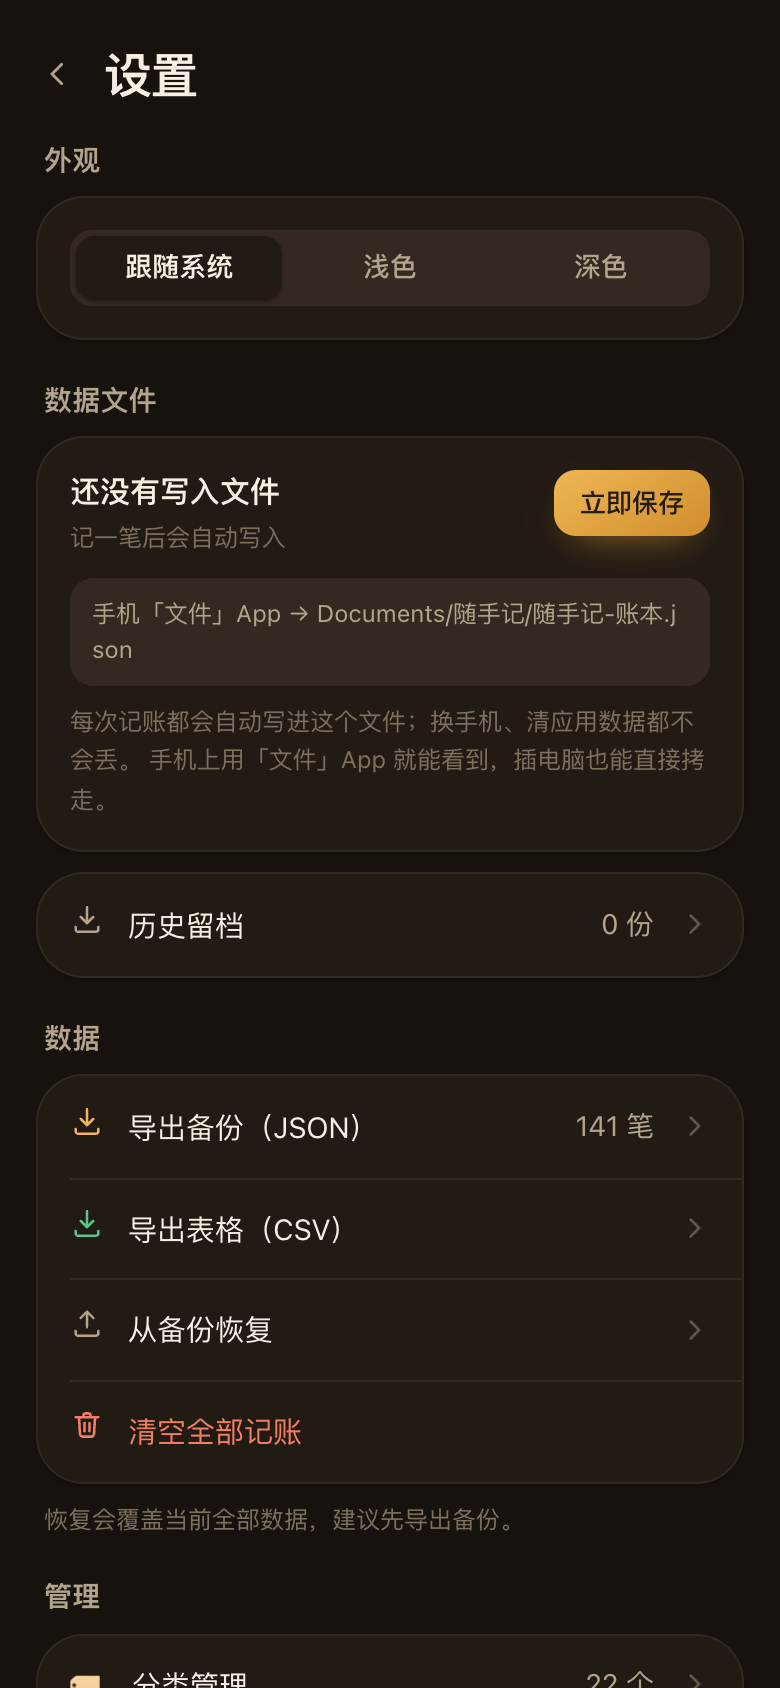 设置
外观
跟随系统 浅色 深色
数据文件
还没有写入文件
立即保存
记一笔后会自动写入
手机「文件」App → Documents/随手记/随手记-账本.j
son
每次记账都会自动写进这个文件；换手机、清应用数据都不
会丢。 手机上用「文件」App 就能看到，插电脑也能直接拷
走。
历史留档 0 份
数据
导出备份（JSON） 141 笔
导出表格（CSV）
从备份恢复
清空全部记账
恢复会覆盖当前全部数据，建议先导出备份。
管理
分类管理 22 个